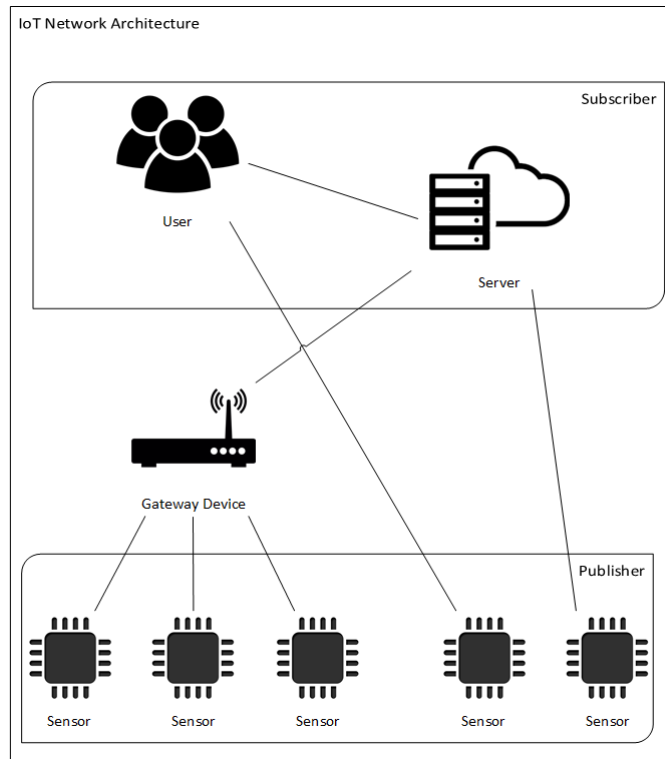 IoT Network Architecture
Subscriber
User
Server
Gateway Device
Publisher
Sensor
Sensor
Sensor
Sensor
Sensor